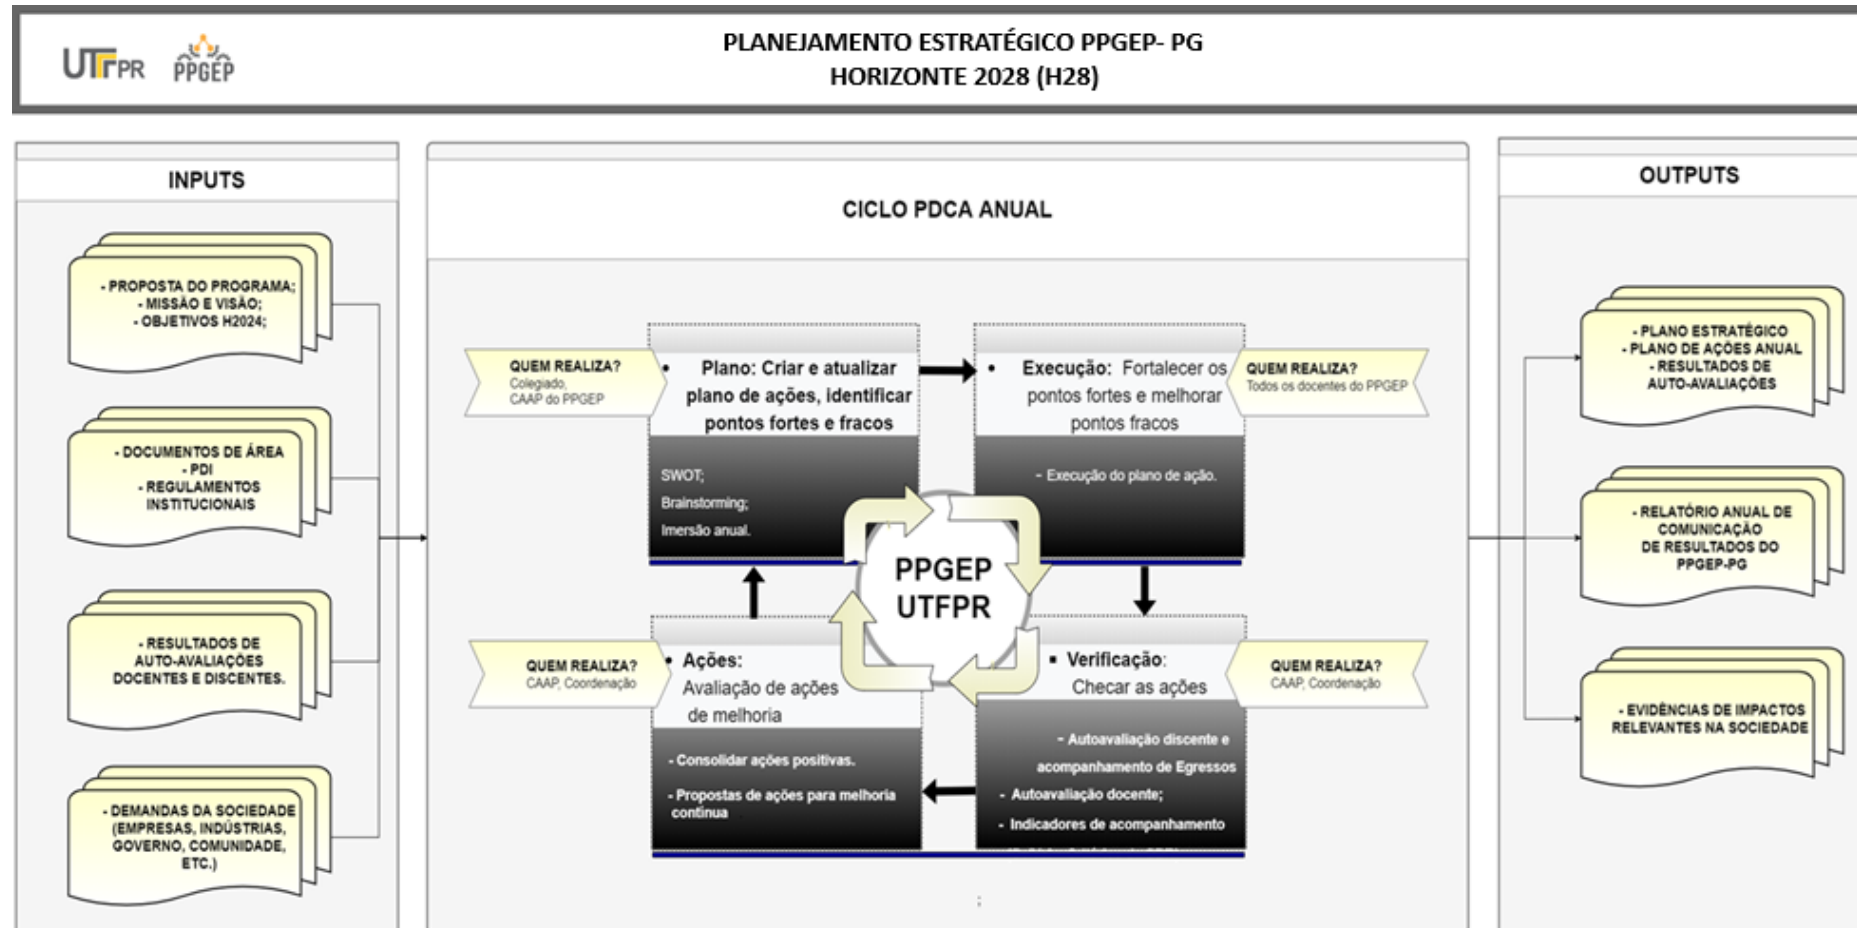 PLANEJAMENTO ESTRATÉGICO PPGEP- PG
HORIZONTE 2028 (H28)
UTFPR
PPGEP
INPUTS
- PROPOSTA DO PROGRAMA;
- MISSÃO E VISÃO;
- OBJETIVOS H2024;
- DOCUMENTOS DE ÁREA
- PDI
- REGULAMENTOS
INSTITUCIONAIS
- RESULTADOS DE
AUTO-AVALIAÇÕES
DOCENTES E DISCENTES.
- DEMANDAS DA SOCIEDADE
(EMPRESAS, INDÚSTRIAS,
GOVERNO, COMUNIDADE,
ETC.)
CICLO PDCA ANUAL
QUEM REALIZA?
Colegiado,
CAAP do PPGEP
• Plano: Criar e atualizar
plano de ações, identificar
pontos fortes e fracos
SWOT;
Brainstorming;
Imersão anual.
• Execução: Fortalecer os
pontos fortes e melhorar
pontos fracos
- Execução do plano de ação.
QUEM REALIZA?
Todos os docentes do PPGEP
PPGEP
UTFPR
QUEM REALIZA?
CAAP, Coordenação
• Ações:
Avaliação de ações
de melhoria
- Consolidar ações positivas.
- Propostas de ações para melhoria
contínua
▪ Verificação:
Checar as ações
- Autoavaliação discente e
acompanhamento de Egressos
- Autoavaliação docente;
- Indicadores de acompanhamento
QUEM REALIZA?
CAAP, Coordenação
;
OUTPUTS
- PLANO ESTRATÉGICO
- PLANO DE AÇÕES ANUAL
- RESULTADOS DE
AUTO-AVALIAÇÕES
- RELATÓRIO ANUAL DE
COMUNICAÇÃO
DE RESULTADOS DO
PPGEP-PG
- EVIDÊNCIAS DE IMPACTOS
RELEVANTES NA SOCIEDADE